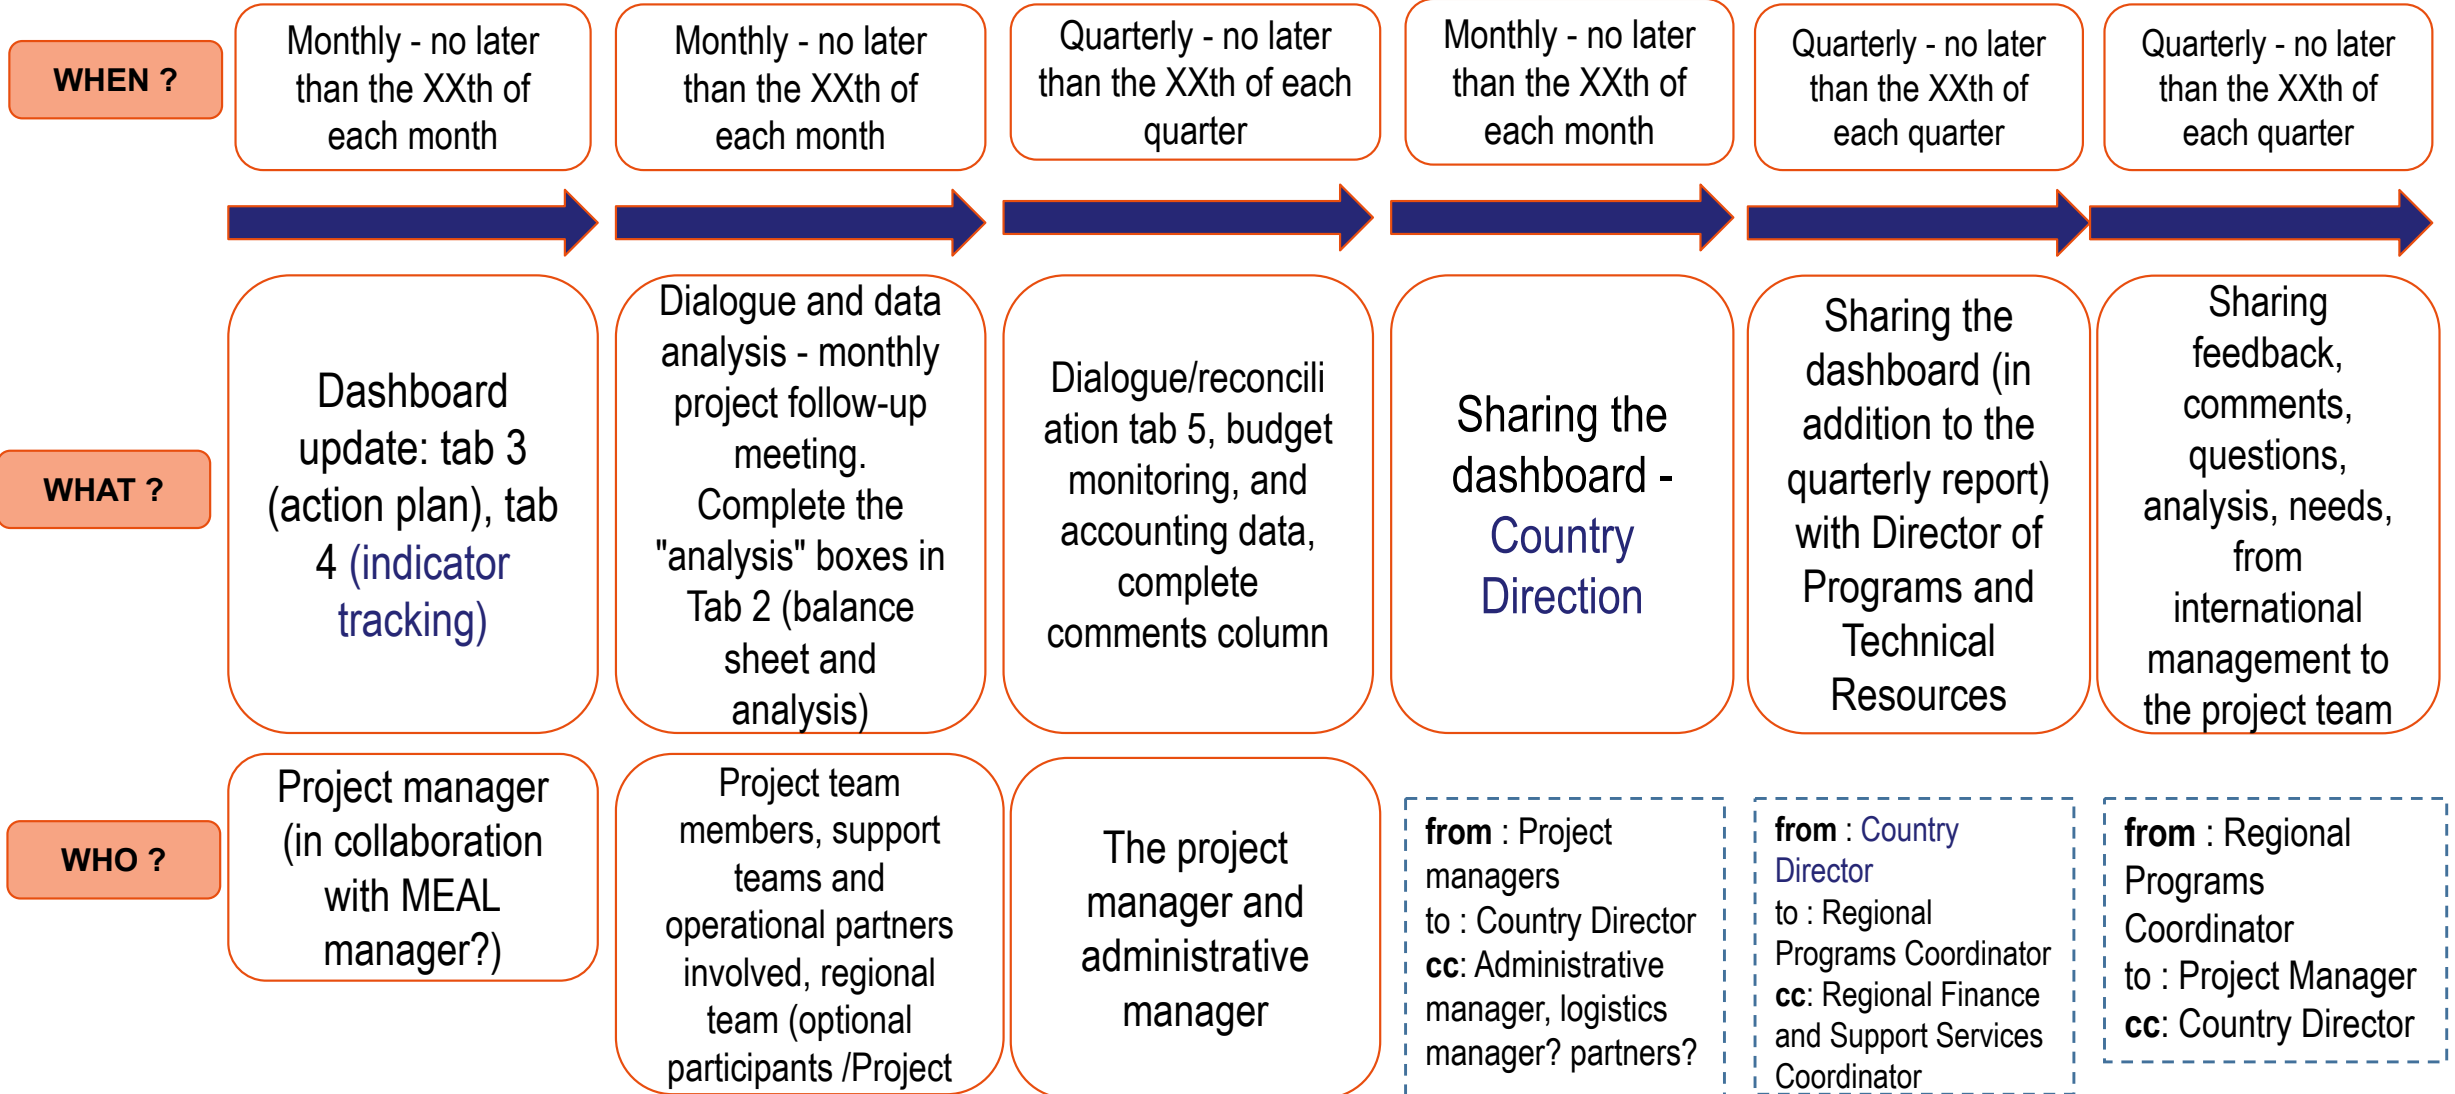 WHEN ?
Monthly - no later
than the XXth of
each month
Monthly - no later
than the XXth of
each month
Quarterly - no later
than the XXth of each
quarter
Monthly - no later
than the XXth of
each month
Quarterly - no later
than the XXth of
each quarter
Quarterly - no later
than the XXth of
each quarter
WHAT ?
Dashboard
update: tab 3
(action plan), tab
4 (indicator
tracking)
Dialogue and data
analysis - monthly
project follow-up
meeting.
Complete the
"analysis" boxes in
Tab 2 (balance
sheet and
analysis)
Dialogue/reconcili
ation tab 5, budget
monitoring, and
accounting data,
complete
comments column
Sharing the
dashboard -
Country
Direction
Sharing the
dashboard (in
addition to the
quarterly report)
with Director of
Programs and
Technical
Resources
Sharing
feedback,
comments,
questions,
analysis, needs,
from
international
management to
the project team
WHO ?
Project manager
(in collaboration
with MEAL
manager?)
Project team
members, support
teams and
operational partners
involved, regional
team (optional
participants /Project
The project
manager and
administrative
manager
from : Project
managers
to : Country Director
cc: Administrative
manager, logistics
manager? partners?
from : Country
Director
to : Regional
Programs Coordinator
cc: Regional Finance
and Support Services
Coordinator
from : Regional
Programs
Coordinator
to : Project Manager
cc: Country Director